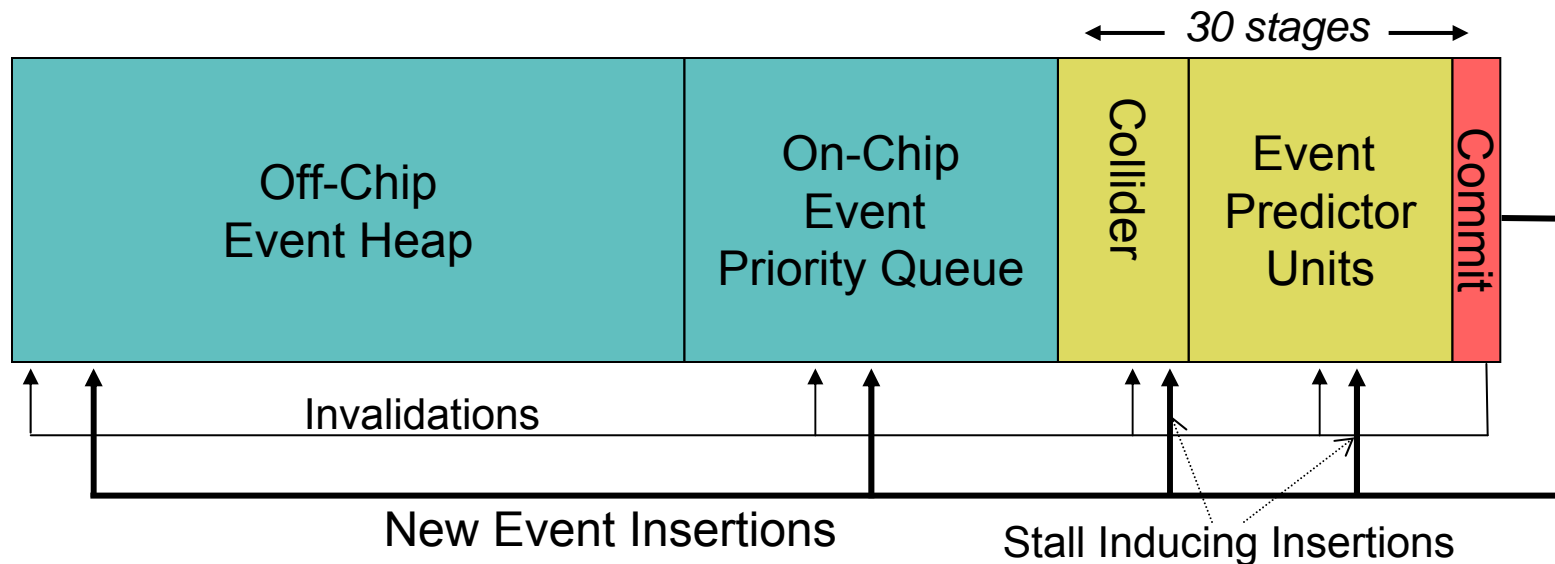 30 stages
Off-Chip
Event Heap
On-Chip
Event
Priority Queue
Collider
Event
Predictor
Units
Commit
Invalidations
New Event Insertions
Stall Inducing Insertions